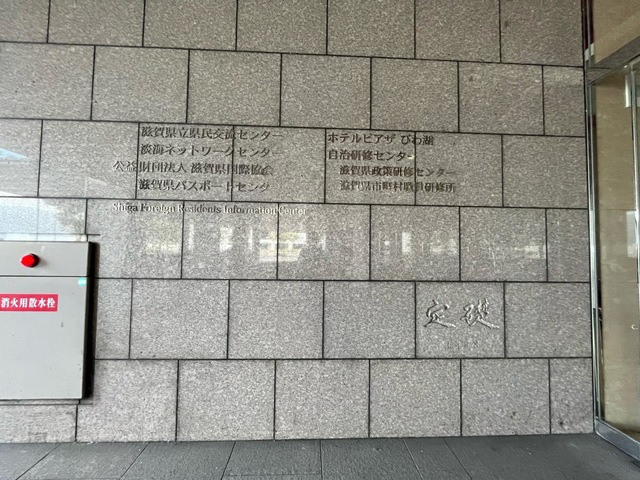 滋賀県立県民交流センター
淡海ネットワークセンター
公益財団法人 滋賀県国際協会
滋賀県パスポートセンター
Shiga Foreign Residents Information Center
ホテルピアザ びわ湖
自治研修センター
滋賀県政策研修センター
滋賀県市町村職員研修所
消火用散水栓
定礎